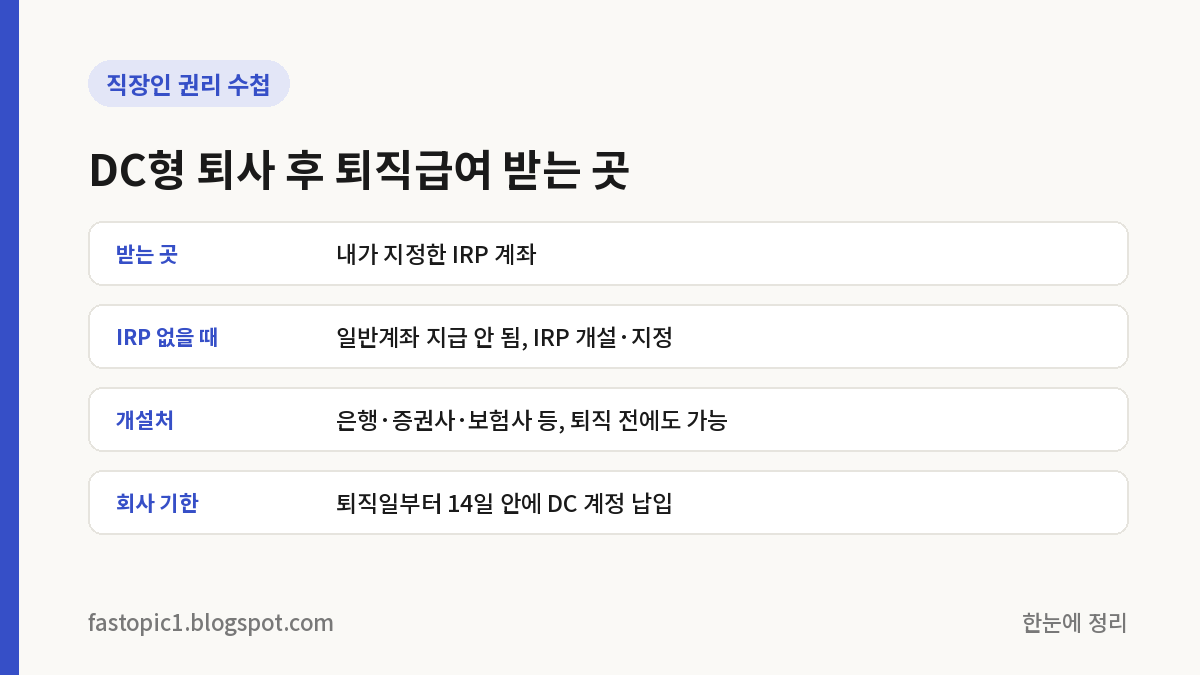 직장인 권리 수첩
DC형 퇴사 후 퇴직급여 받는 곳
받는 곳 내가 지정한 IRP 계좌
IRP 없을 때 일반계좌 지급 안 됨, IRP 개설·지정
개설처 은행·증권사·보험사 등, 퇴직 전에도 가능
회사 기한 퇴직일부터 14일 안에 DC 계정 납입
fastopic1.blogspot.com 한눈에 정리